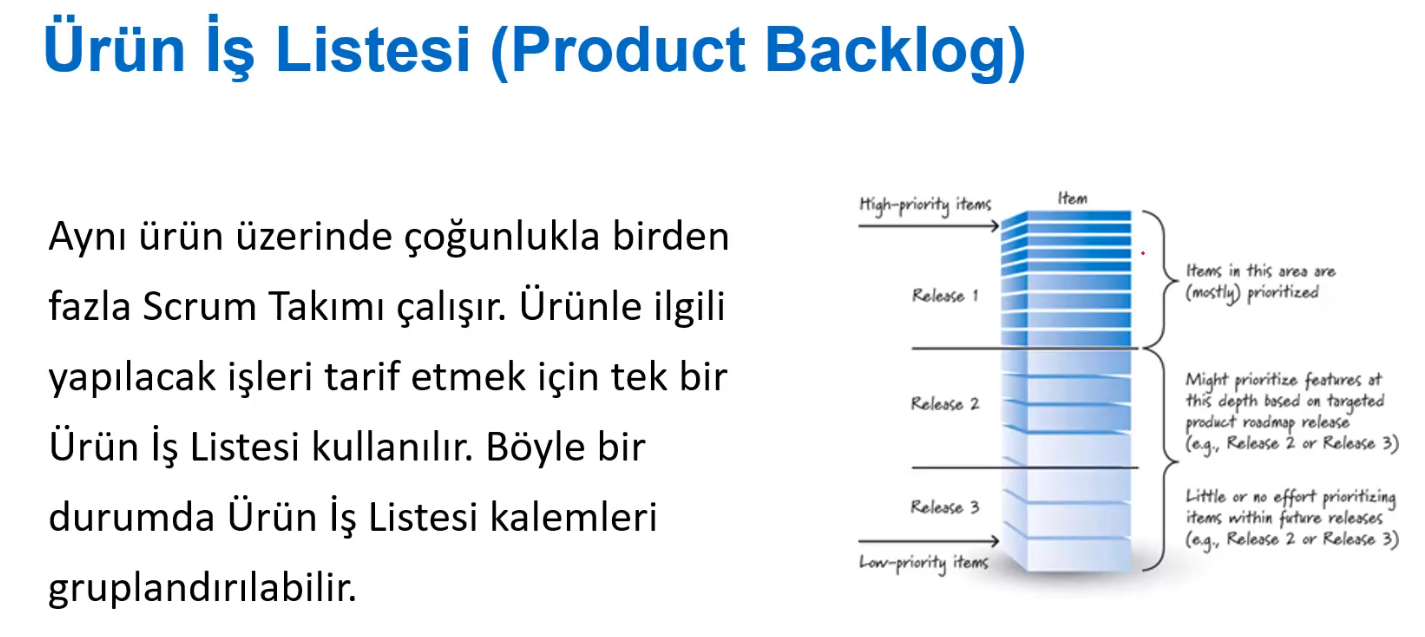 Ürün İş Listesi (Product Backlog)
Aynı ürün üzerinde çoğunlukla birden
fazla Scrum Takımı çalışır. Ürünle ilgili
yapılacak işleri tarif etmek için tek bir
Ürün İş Listesi kullanılır. Böyle bir
durumda Ürün İş Listesi kalemleri
gruplandırılabilir.
High-priority items
Item
Release 1
Items in this area are
(mostly) prioritized
Release 2
Might prioritize features at
this depth based on targeted
product roadmap release
(e.g., Release 2 or Release 3)
Release 3
Little or no effort prioritizing
items within future releases
(e.g., Release 2 or Release 3)
Low-priority items